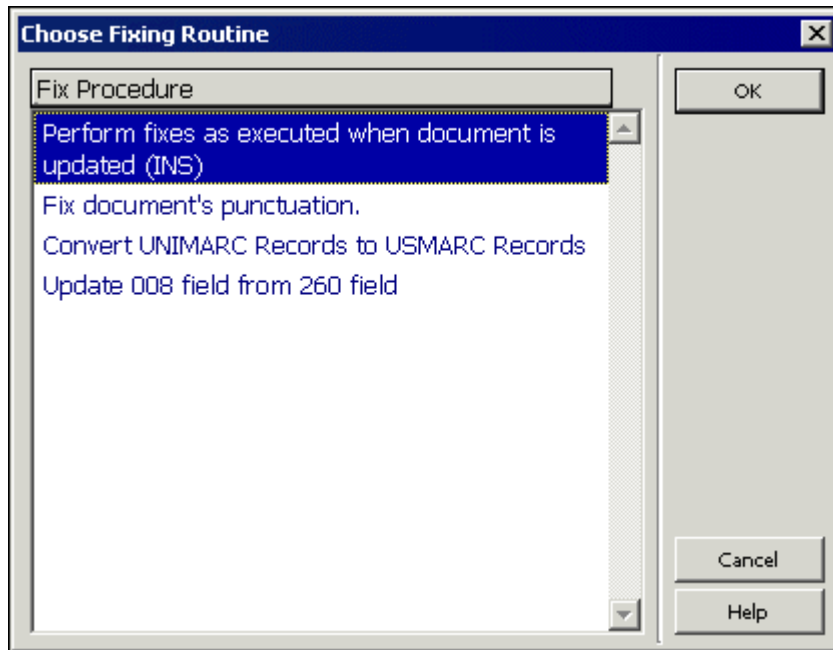 Choose Fixing Routine
Fix Procedure
OK
Perform fixes as executed when document is
updated (INS)
Fix document's punctuation.
Convert UNIMARC Records to USMARC Records
Update 008 field from 260 field
Cancel
Help